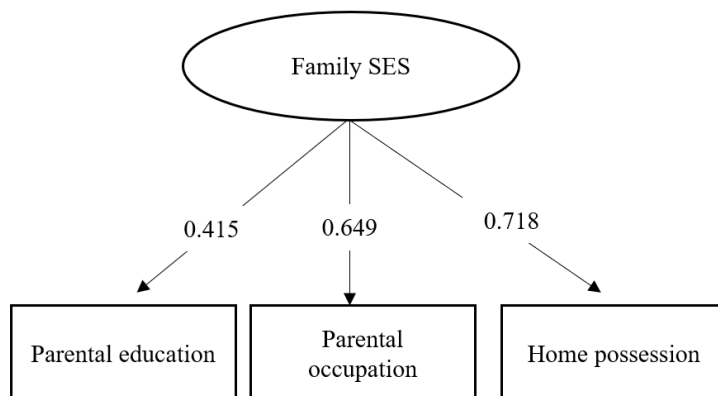 Family SES
0.415
0.649
0.718
Parental education
Parental
occupation
Home possession